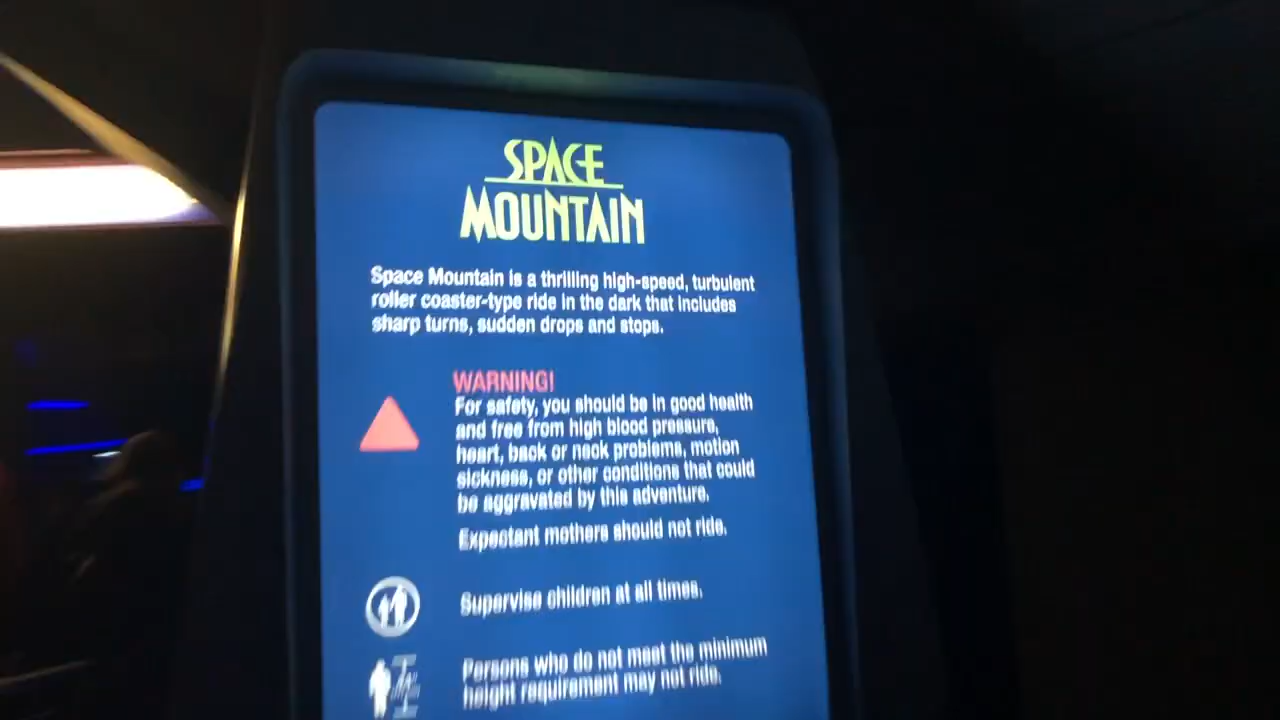 SPACE
MOUNTAIN
Space Mountain is a thrilling high-speed, turbulent
roller coaster-type ride in the dark that includes
sharp turns, sudden drops and stops.
WARNING!
For safety, you should be in good health
and free from high blood pressure,
heart, back or neck problems, motion
sickness, or other conditions that could
be aggravated by this adventure.
Expectant mothers should not ride.
Supervise children at all times.
Persons who do not meet the minimum
height requirement may not ride.